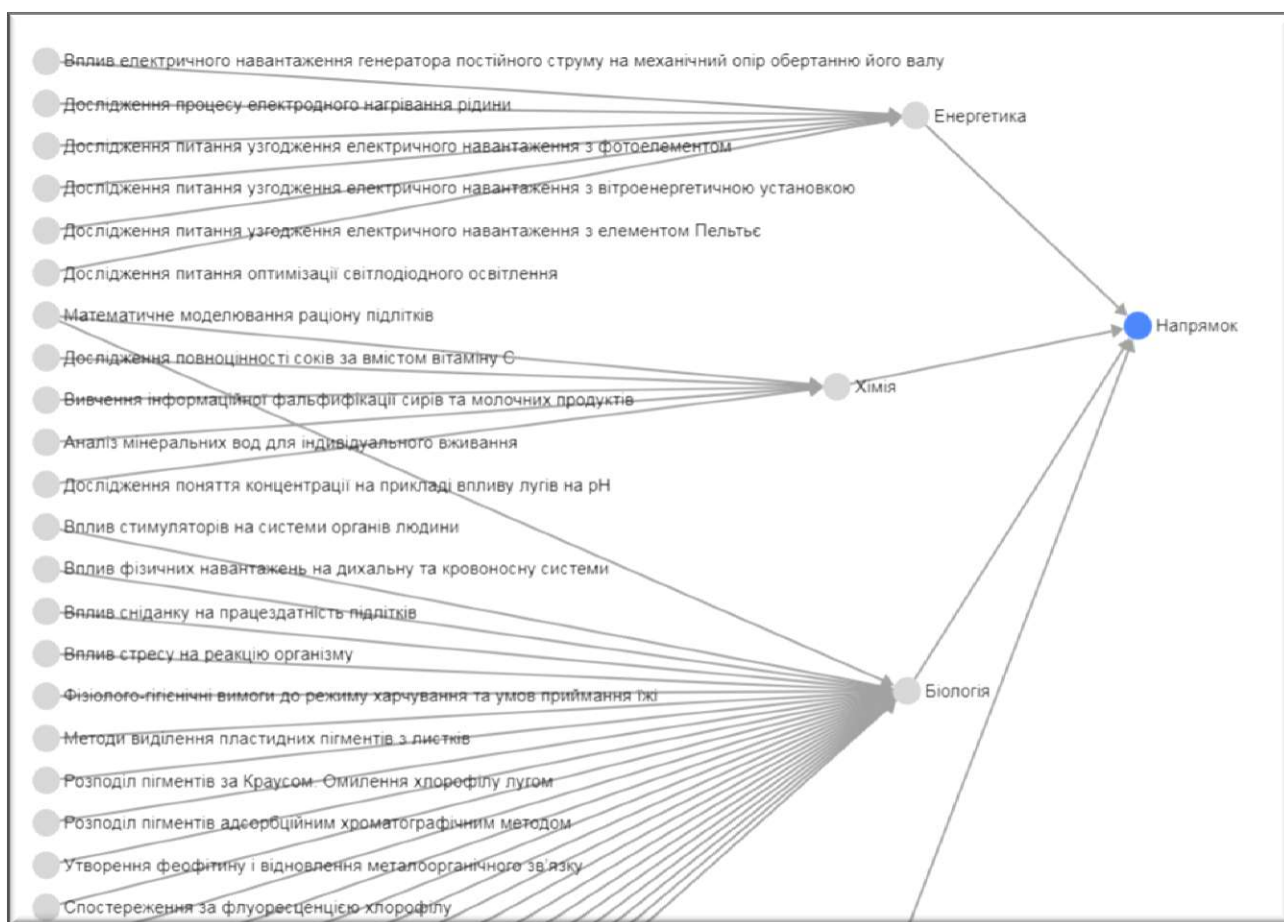 Вплив електричного навантаження генератора постійного струму на механічний опір обертанню його валу
Дослідження процесу електродного нагрівання рідини
Енергетика
Дослідження питання узгодження електричного навантаження з фотоелементом
Дослідження питання узгодження електричного навантаження з вітроенергетичною установкою
Дослідження питання узгодження електричного навантаження з елементом Пельтьє
Дослідження питання оптимізації світлодіодного освітлення
Математичне моделювання раціону підлітків
Напрямок
Дослідження повноцінності соків за вмістом вітаміну С
Хімія
Вивчення інформаційної фальфифікації сирів та молочних продуктів
Аналіз мінеральних вод для індивідуального вживання
Дослідження поняття концентрації на прикладі впливу лугів на pH
Вплив стимуляторів на системи органів людини
Вплив фізичних навантажень на дихальну та кровоносну системи
Вплив сніданку на працездатність підлітків
Вплив стресу на реакцію організму
Фізіолого-гігієнічні вимоги до режиму харчування та умов приймання їжі
Біологія
Методи виділення пластидних пігментів з листків
Розподіл пігментів за Краусом. Омилення хлорофілу лугом
Розподіл пігментів адсорбційним хроматографічним методом
Утворення феофітину і відновлення металоорганічного зв'язку
Спостереження за флуоресценцією хлорофілу